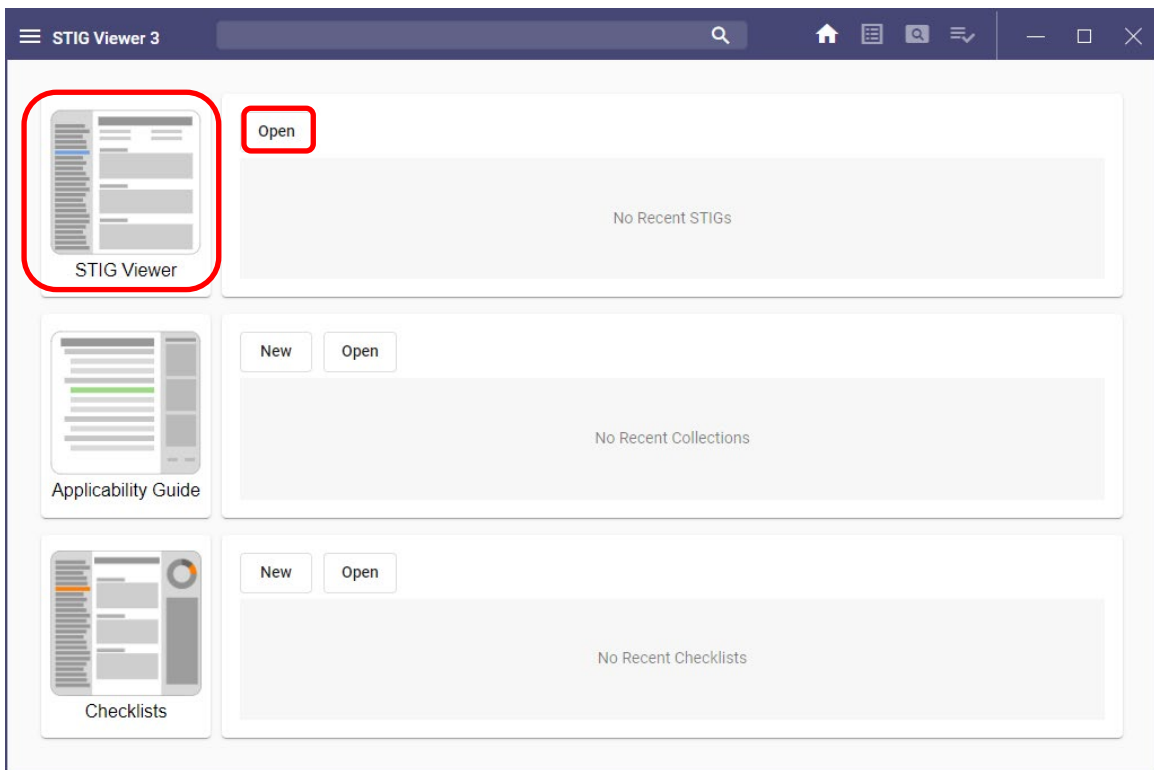 STIG Viewer 3
Open
No Recent STIGs
STIG Viewer
New Open
No Recent Collections
Applicability Guide
New Open
No Recent Checklists
Checklists